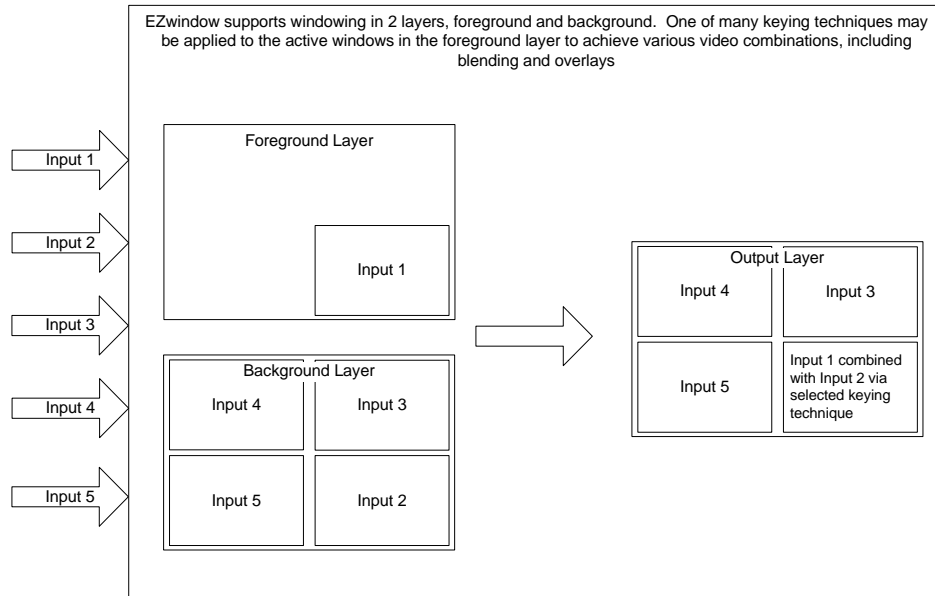 EZwindow supports windowing in 2 layers, foreground and background.  One of many keying techniques may
be applied to the active windows in the foreground layer to achieve various video combinations, including
blending and overlays
Input 1
Input 2
Input 3
Input 4
Input 5
Foreground Layer
Input 1
Background Layer
Input 4
Input 3
Input 5
Input 2
Output Layer
Input 4
Input 3
Input 5
Input 1 combined
with Input 2 via
selected keying
technique